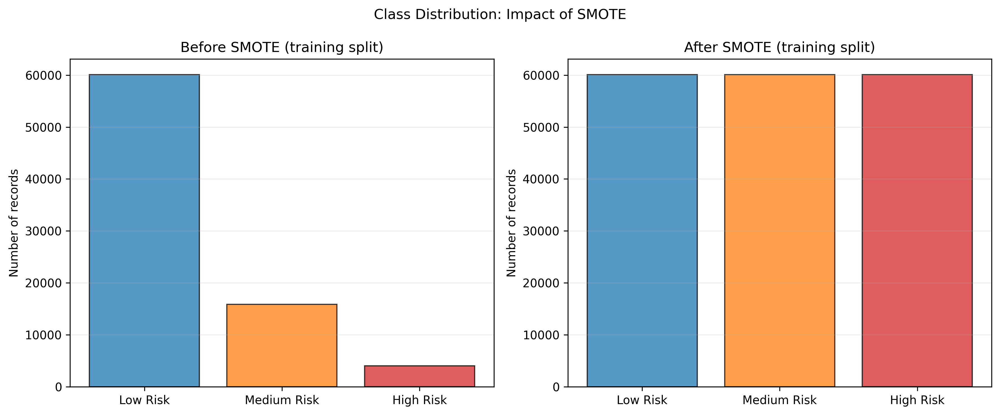 Class Distribution: Impact of SMOTE
Before SMOTE (training split)
Number of records
60000
50000
40000
30000
20000
10000
0
Low Risk
Medium Risk
High Risk
After SMOTE (training split)
Number of records
60000
50000
40000
30000
20000
10000
0
Low Risk
Medium Risk
High Risk